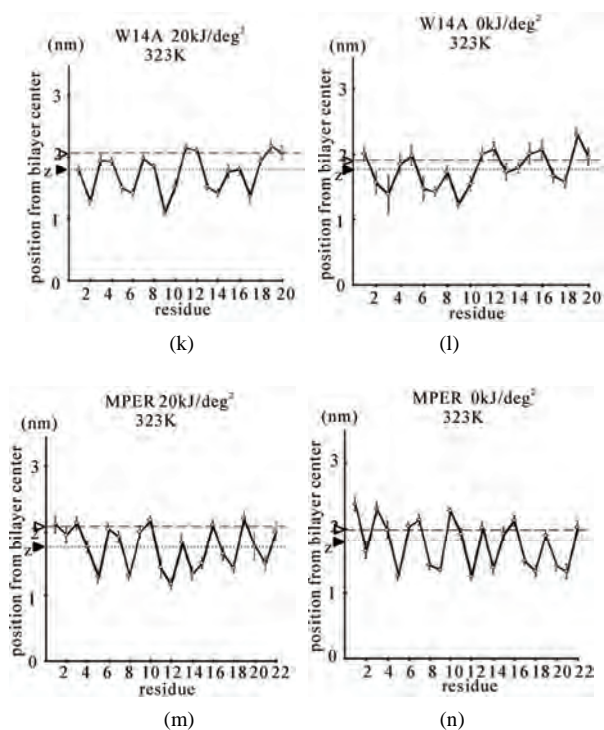 W14A 20kJ/deg²
323K
(nm)
position from bilayer center
3
2
z
1
0
2 4 6 8 10 12 14 16 18 20
residue
(k)
W14A 0kJ/deg²
323K
(nm)
position from bilayer center
3
2
z
1
0
2 4 6 8 10 12 14 16 18 20
residue
(l)
MPER 20kJ/deg²
323K
(nm)
position from bilayer center
3
2
z
1
0
2 4 6 8 10 12 14 16 18 20 22
residue
(m)
MPER 0kJ/deg²
323K
(nm)
position from bilayer center
3
2
z
1
0
2 4 6 8 10 12 14 16 18 20 22
residue
(n)